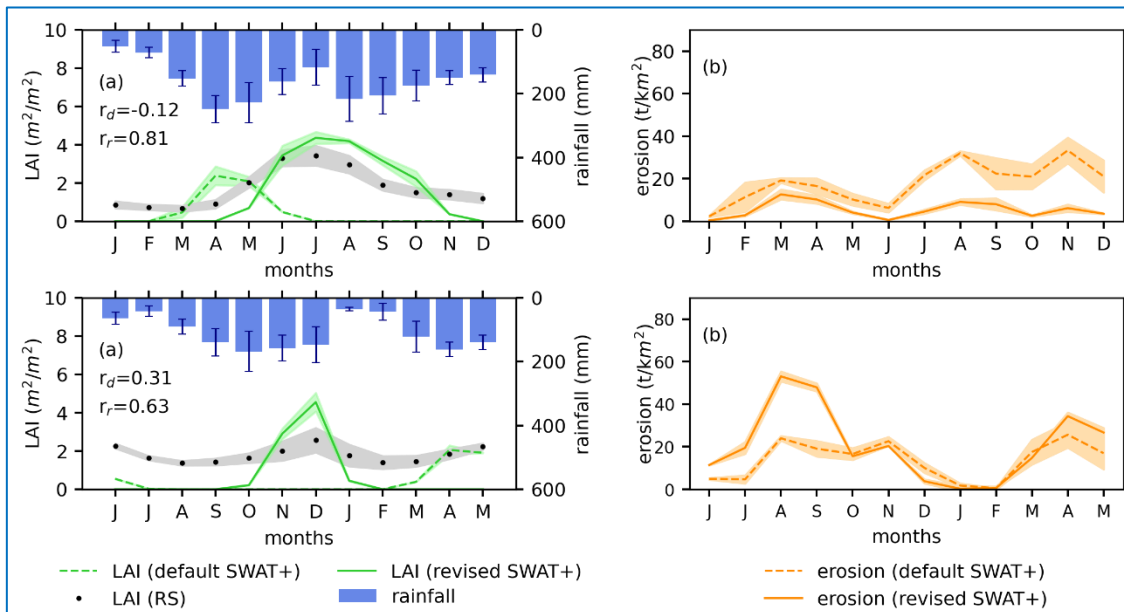 10
8
6
4
2
0
LAI (m²/m²)
(a)
r_d=-0.12
r_r=0.81
0
200
400
600
rainfall (mm)
J F M A O J D A S O N D
months
80
60
40
20
0
erosion (t/km²)
(b)
J F M A M J J A S O N D
months
10
8
6
4
2
0
LAI (m²/m²)
(a)
r_d=0.31
r_r=0.63
0
200
400
600
rainfall (mm)
J J A S O N D J F M A M
months
80
60
40
20
0
erosion (t/km²)
(b)
J J A S O N D J F M A M
months
LAI (default SWAT+)
LAI (revised SWAT+)
LAI (RS)
rainfall
erosion (default SWAT+)
erosion (revised SWAT+)